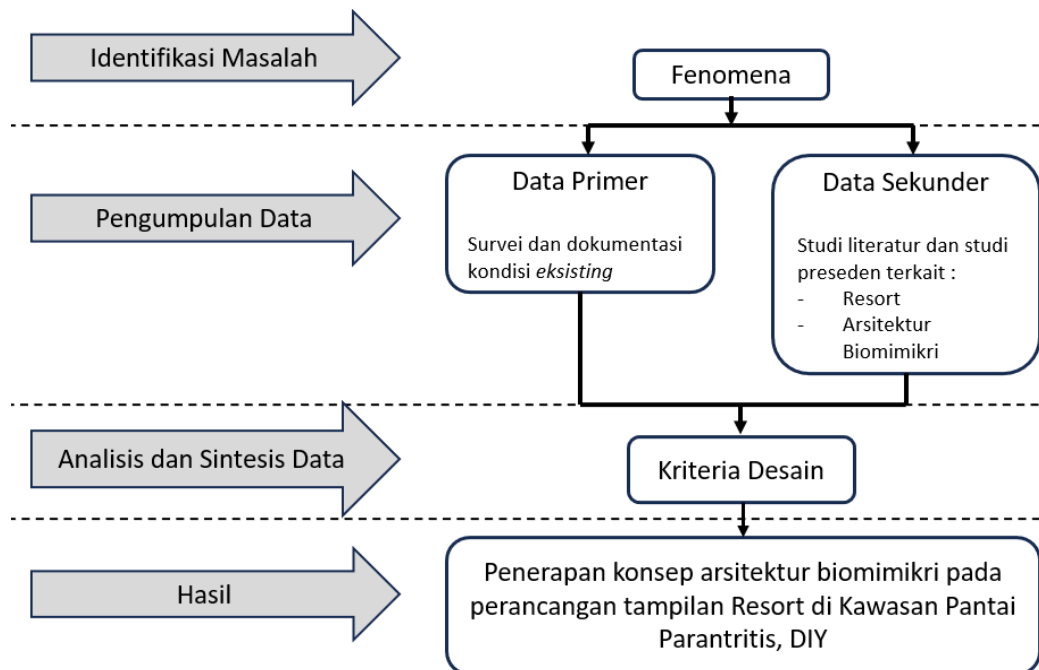 Identifikasi Masalah
Fenomena
Pengumpulan Data
Data Primer
Survei dan dokumentasi
kondisi eksisting
Data Sekunder
Studi literatur dan studi
preseden terkait :
- Resort
- Arsitektur
Biomimikri
Analisis dan Sintesis Data
Kriteria Desain
Hasil
Penerapan konsep arsitektur biomimikri pada
perancangan tampilan Resort di Kawasan Pantai
Parantritis, DIY